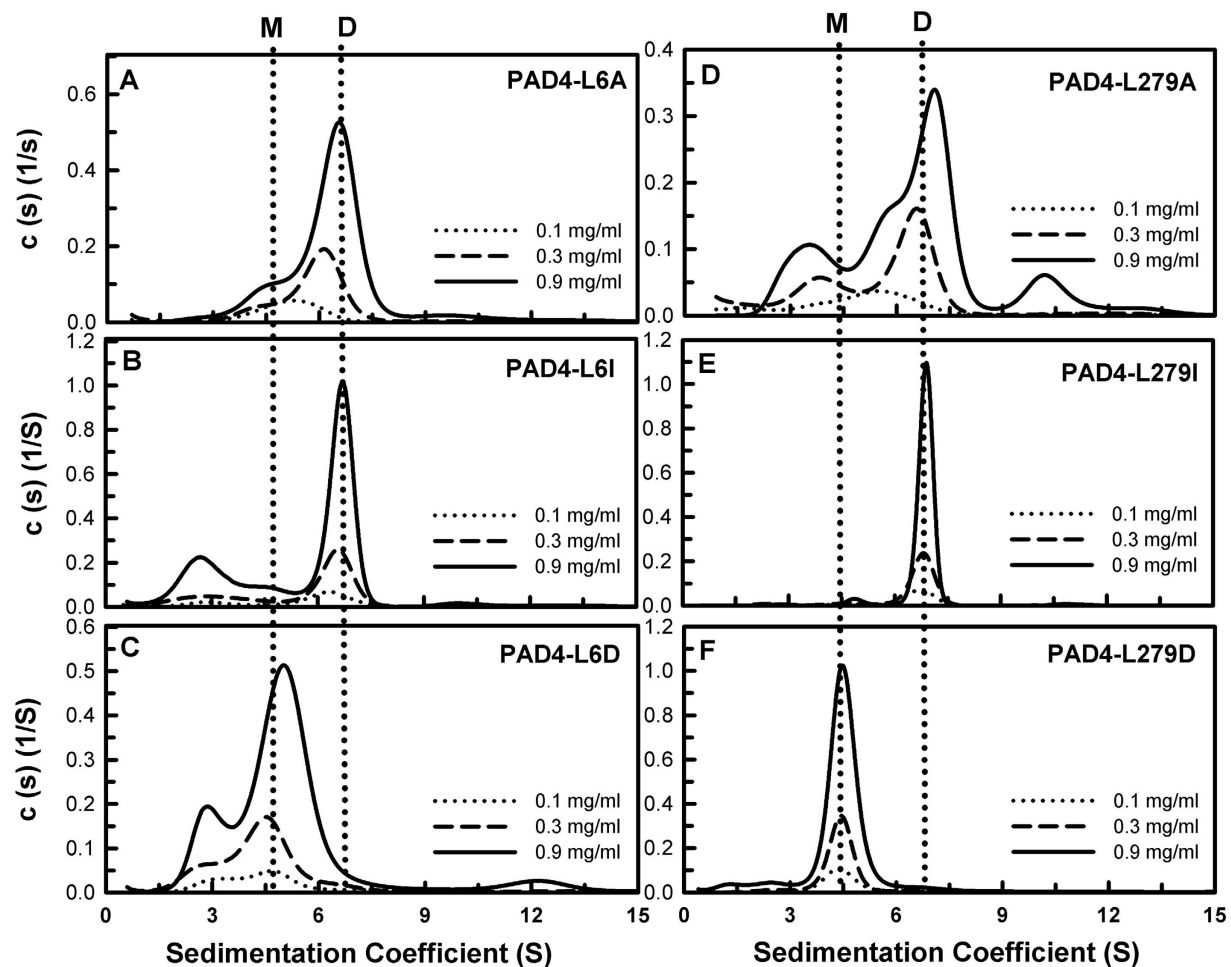 M D
A PAD4-L6A
0.6
0.4
0.2
0.0
c (s) (1/s)
0.1 mg/ml
0.3 mg/ml
0.9 mg/ml
B PAD4-L6I
1.2
1.0
0.8
0.6
0.4
0.2
0.0
c (s) (1/S)
0.1 mg/ml
0.3 mg/ml
0.9 mg/ml
C PAD4-L6D
0.6
0.5
0.4
0.3
0.2
0.1
0.0
c (s) (1/S)
0.1 mg/ml
0.3 mg/ml
0.9 mg/ml
0 3 6 9 12 15
Sedimentation Coefficient (S)
M D
D PAD4-L279A
0.4
0.3
0.2
0.1
0.0
0.1 mg/ml
0.3 mg/ml
0.9 mg/ml
E PAD4-L279I
1.2
1.0
0.8
0.6
0.4
0.2
0.0
0.1 mg/ml
0.3 mg/ml
0.9 mg/ml
F PAD4-L279D
1.2
1.0
0.8
0.6
0.4
0.2
0.0
0.1 mg/ml
0.3 mg/ml
0.9 mg/ml
0 3 6 9 12 15
Sedimentation Coefficient (S)